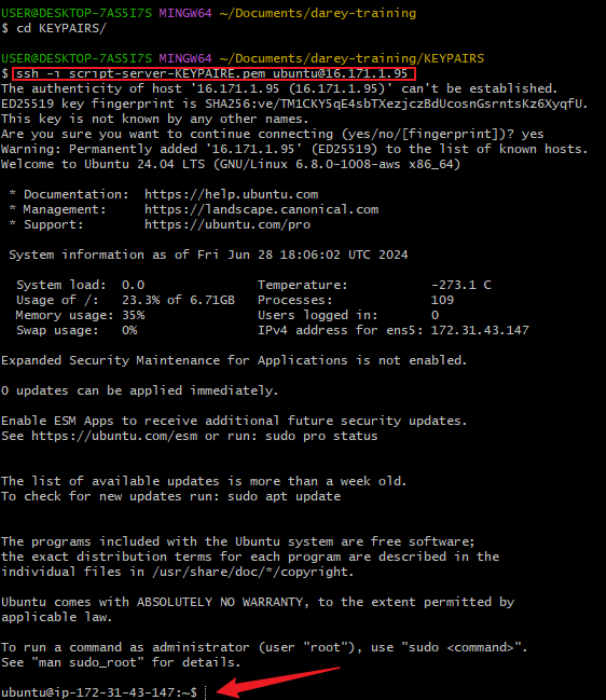 USER@DESKTOP-7AS5I7S MINGW64 ~/Documents/darey-training
$ cd KEYPAIRS/
USER@DESKTOP-7AS5I7S MINGW64 ~/Documents/darey-training/KEYPAIRS
$ ssh -i script-server-KEYPAIRE.pem ubuntu@16.171.1.95
The authenticity of host '16.171.1.95 (16.171.1.95)' can't be established.
ED25519 key fingerprint is SHA256:ve/TM1CKY5qE4sbTXezjczBdUcosnGsrntsKz6XyqfU.
This key is not known by any other names.
Are you sure you want to continue connecting (yes/no/[fingerprint])? yes
Warning: Permanently added '16.171.1.95' (ED25519) to the list of known hosts.
Welcome to Ubuntu 24.04 LTS (GNU/Linux 6.8.0-1008-aws x86_64)
* Documentation:  https://help.ubuntu.com
* Management:     https://landscape.canonical.com
* Support:        https://ubuntu.com/pro
System information as of Fri Jun 28 18:06:02 UTC 2024
System load:  0.0               Temperature:           -273.1 C
Usage of /:   23.3% of 6.71GB   Processes:             109
Memory usage: 35%               Users logged in:       0
Swap usage:   0%                IPv4 address for ens5: 172.31.43.147
Expanded Security Maintenance for Applications is not enabled.
0 updates can be applied immediately.
Enable ESM Apps to receive additional future security updates.
See https://ubuntu.com/esm or run: sudo pro status
The list of available updates is more than a week old.
To check for new updates run: sudo apt update
The programs included with the Ubuntu system are free software;
the exact distribution terms for each program are described in the
individual files in /usr/share/doc/*/copyright.
Ubuntu comes with ABSOLUTELY NO WARRANTY, to the extent permitted by
applicable law.
To run a command as administrator (user "root"), use "sudo <command>".
See "man sudo_root" for details.
ubuntu@ip-172-31-43-147:~$